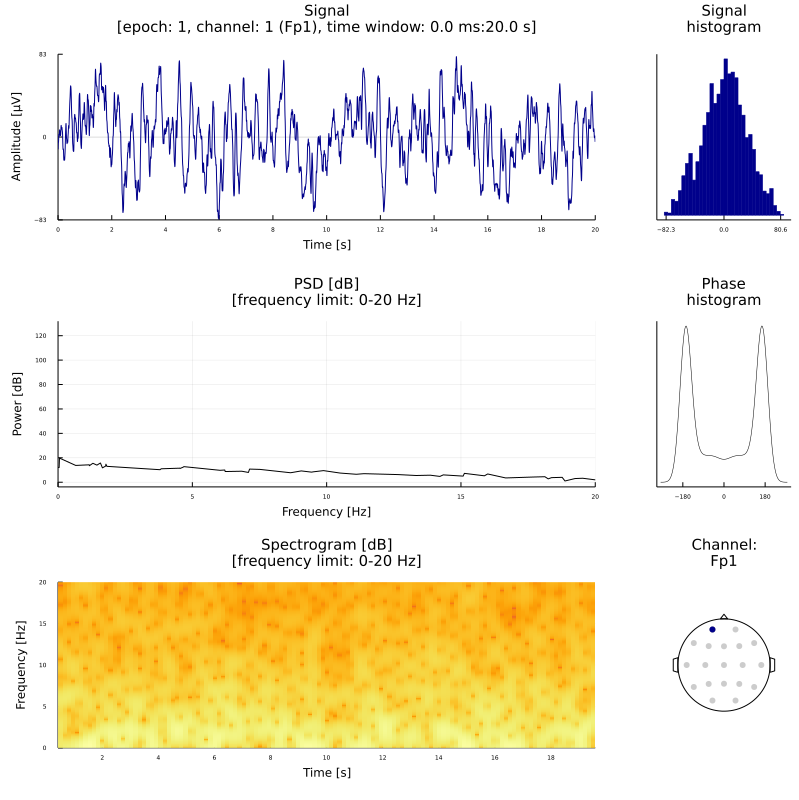 Signal
[epoch: 1, channel: 1 (Fp1), time window: 0.0 ms:20.0 s]
Signal
histogram
83
0
−83
Amplitude [μV]
0 2 4 6 8 10 12 14 16 18 20
Time [s]
−82.3 0.0 80.6
PSD [dB]
[frequency limit: 0-20 Hz]
Phase
histogram
120
100
80
60
40
20
0
Power [dB]
0 5 10 15 20
Frequency [Hz]
−180 0 180
Spectrogram [dB]
[frequency limit: 0-20 Hz]
Channel:
Fp1
20
15
10
5
0
Frequency [Hz]
2 4 6 8 10 12 14 16 18
Time [s]